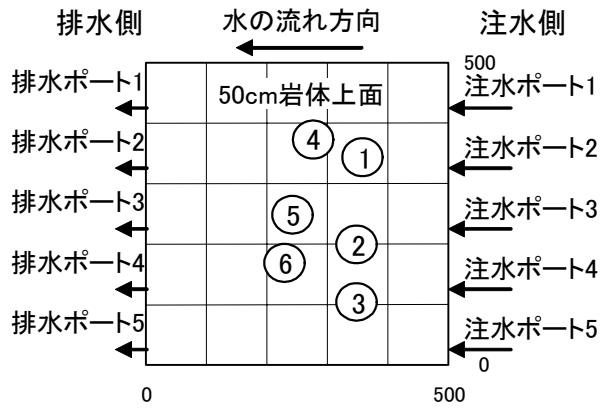 排水側 水の流れ方向 注水側
500
排水ポート1 50cm岩体上面 注水ポート1
排水ポート2 ④ ① 注水ポート2
排水ポート3 ⑤ 注水ポート3
②
排水ポート4 ⑥ 注水ポート4
③
排水ポート5 注水ポート5
0
0 500